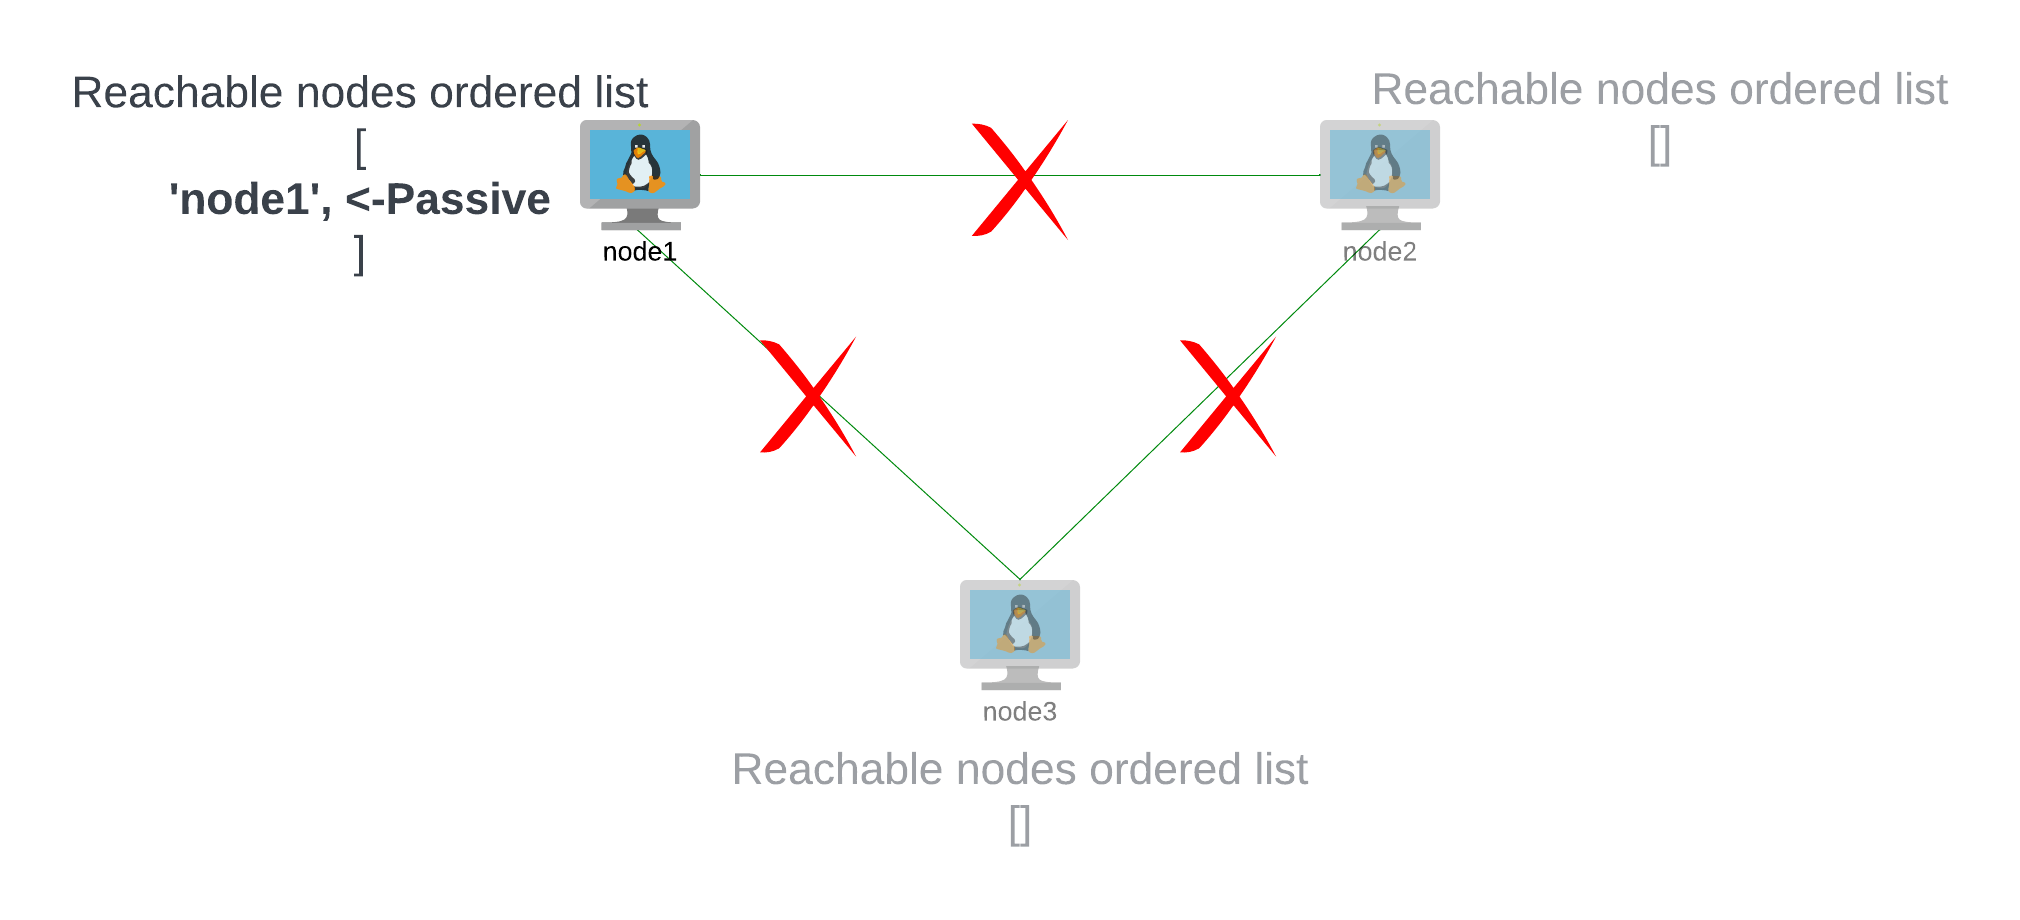 Reachable nodes ordered list
[
'node1', <-Passive
]
node1
Reachable nodes ordered list
[]
node2
node3
Reachable nodes ordered list
[]